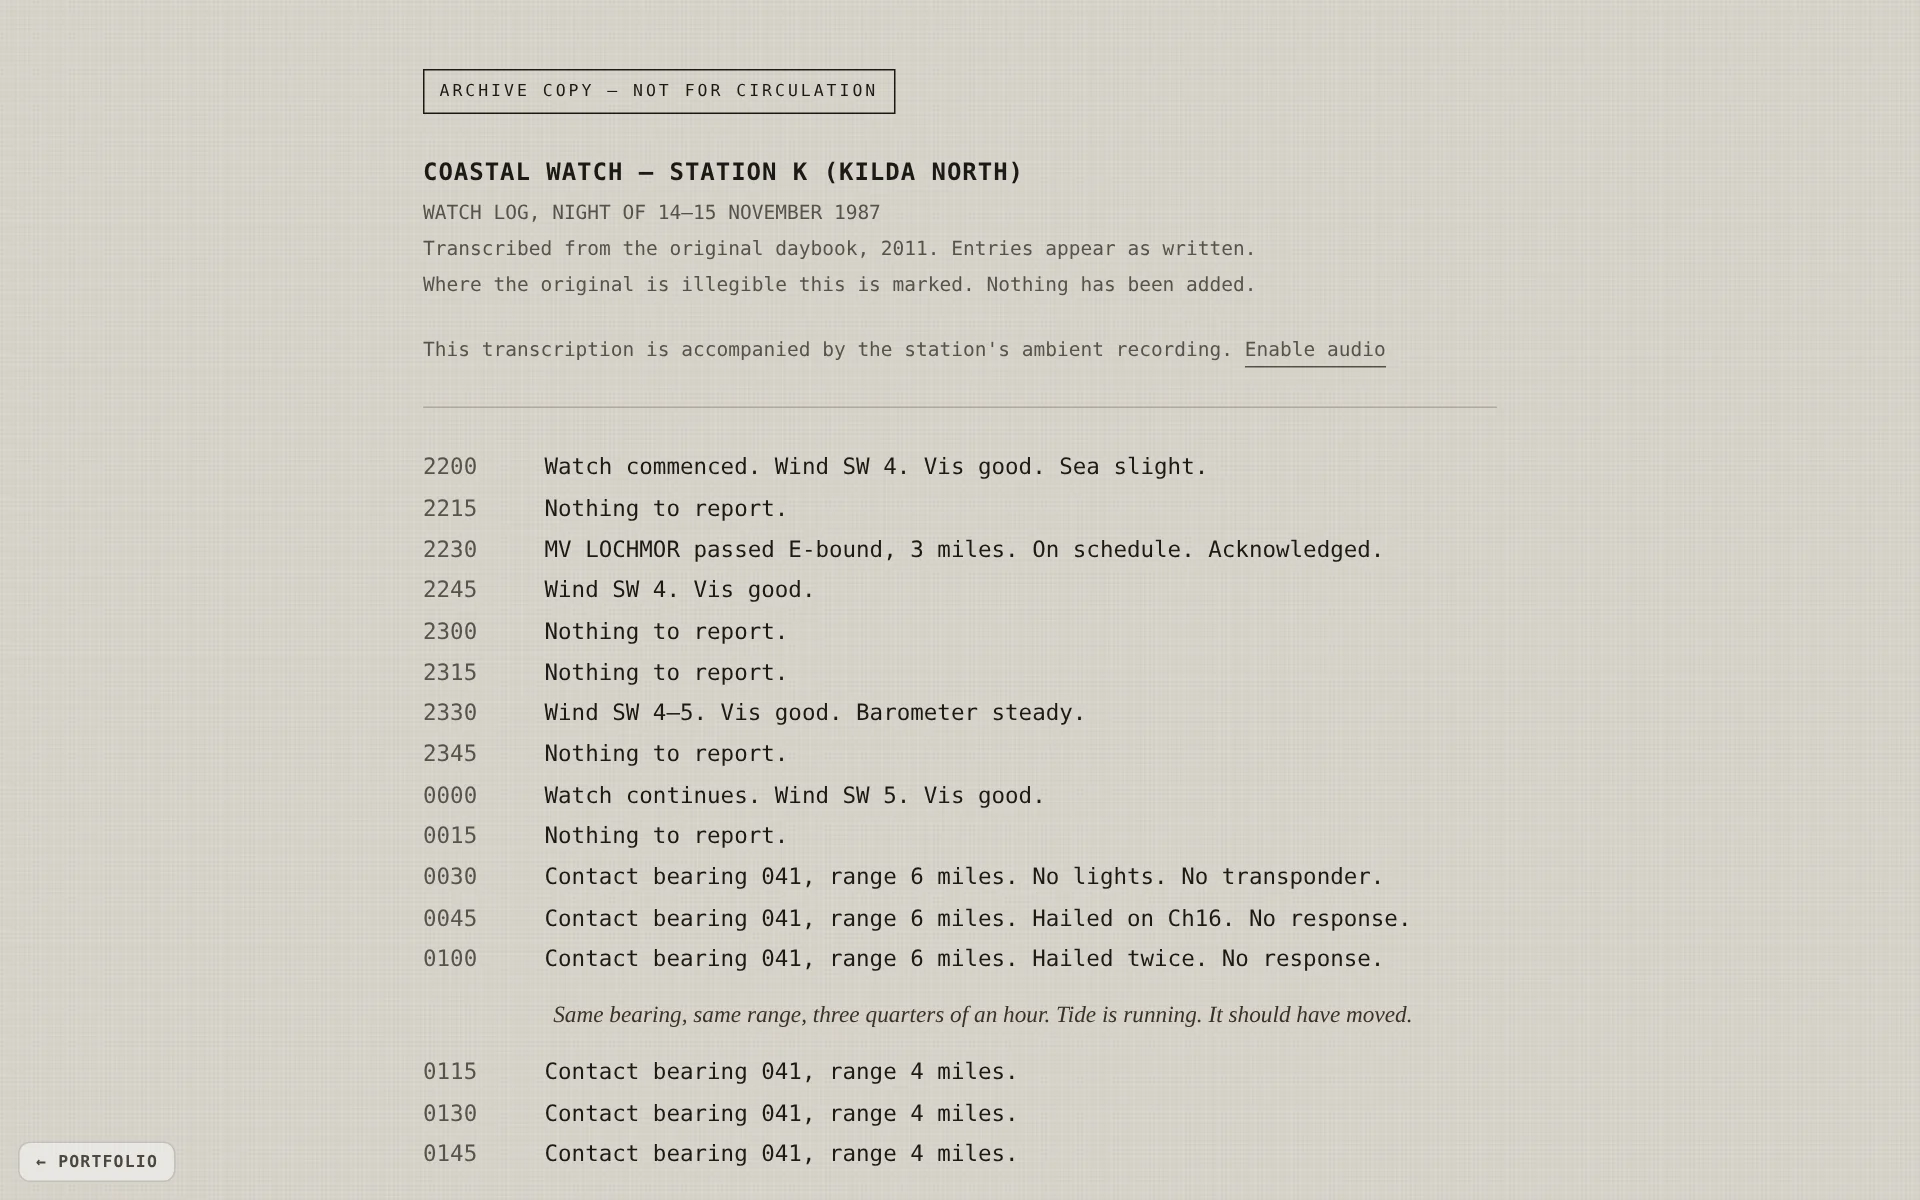 ARCHIVE COPY — NOT FOR CIRCULATION
COASTAL WATCH — STATION K (KILDA NORTH)
WATCH LOG, NIGHT OF 14–15 NOVEMBER 1987
Transcribed from the original daybook, 2011. Entries appear as written.
Where the original is illegible this is marked. Nothing has been added.
This transcription is accompanied by the station's ambient recording. Enable audio
2200 Watch commenced. Wind SW 4. Vis good. Sea slight.
2215 Nothing to report.
2230 MV LOCHMOR passed E-bound, 3 miles. On schedule. Acknowledged.
2245 Wind SW 4. Vis good.
2300 Nothing to report.
2315 Nothing to report.
2330 Wind SW 4–5. Vis good. Barometer steady.
2345 Nothing to report.
0000 Watch continues. Wind SW 5. Vis good.
0015 Nothing to report.
0030 Contact bearing 041, range 6 miles. No lights. No transponder.
0045 Contact bearing 041, range 6 miles. Hailed on Ch16. No response.
0100 Contact bearing 041, range 6 miles. Hailed twice. No response.
Same bearing, same range, three quarters of an hour. Tide is running. It should have moved.
0115 Contact bearing 041, range 4 miles.
0130 Contact bearing 041, range 4 miles.
0145 Contact bearing 041, range 4 miles.
← PORTFOLIO